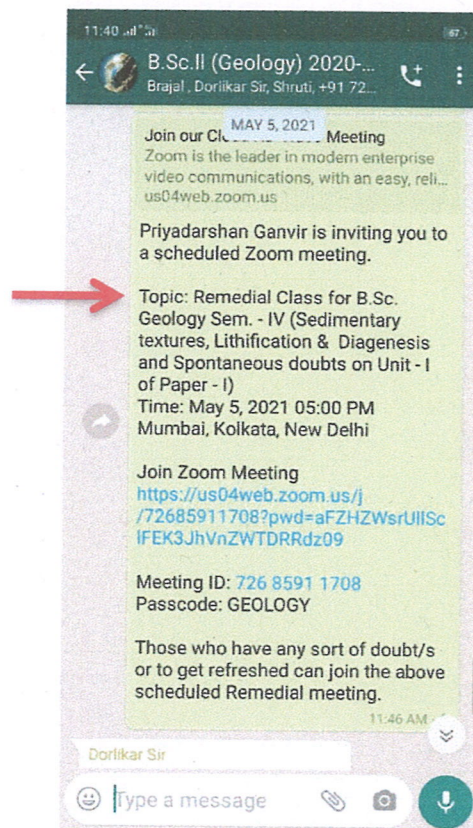 11:40
67
B.Sc.II (Geology) 2020-...
Brajal, Dorlikar Sir, Shruti, +91 72...
MAY 5, 2021
Join our Cl Meeting
Zoom is the leader in modern enterprise
video communications, with an easy, reli...
us04web.zoom.us
Priyadarshan Ganvir is inviting you to
a scheduled Zoom meeting.
Topic: Remedial Class for B.Sc.
Geology Sem. - IV (Sedimentary
textures, Lithification & Diagenesis
and Spontaneous doubts on Unit - I
of Paper - I)
Time: May 5, 2021 05:00 PM
Mumbai, Kolkata, New Delhi
Join Zoom Meeting
https://us04web.zoom.us/j
/72685911708?pwd=aFZHZWsrUllSc
lFEK3JhVnZWTDRRdz09
Meeting ID: 726 8591 1708
Passcode: GEOLOGY
Those who have any sort of doubt/s
or to get refreshed can join the above
scheduled Remedial meeting.
11:46 AM
Dorlikar Sir
Type a message